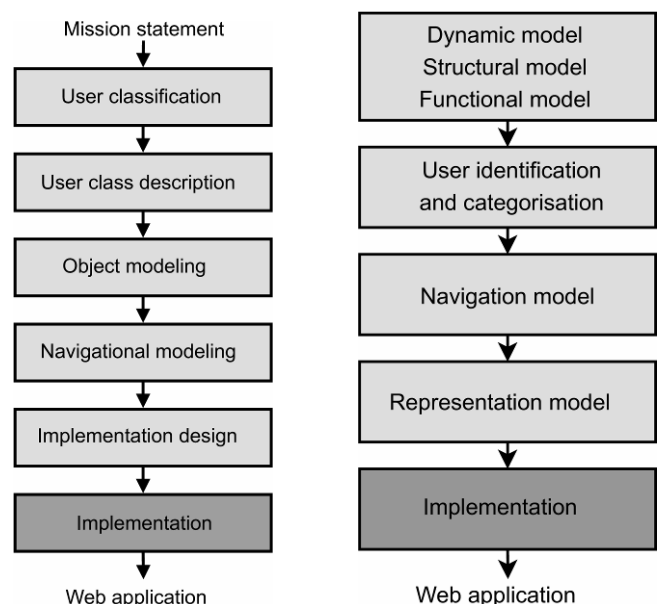 Mission statement
User classification
User class description
Object modeling
Navigational modeling
Implementation design
Implementation
Web application
Dynamic model
Structural model
Functional model
User identification
and categorisation
Navigation model
Representation model
Implementation
Web application